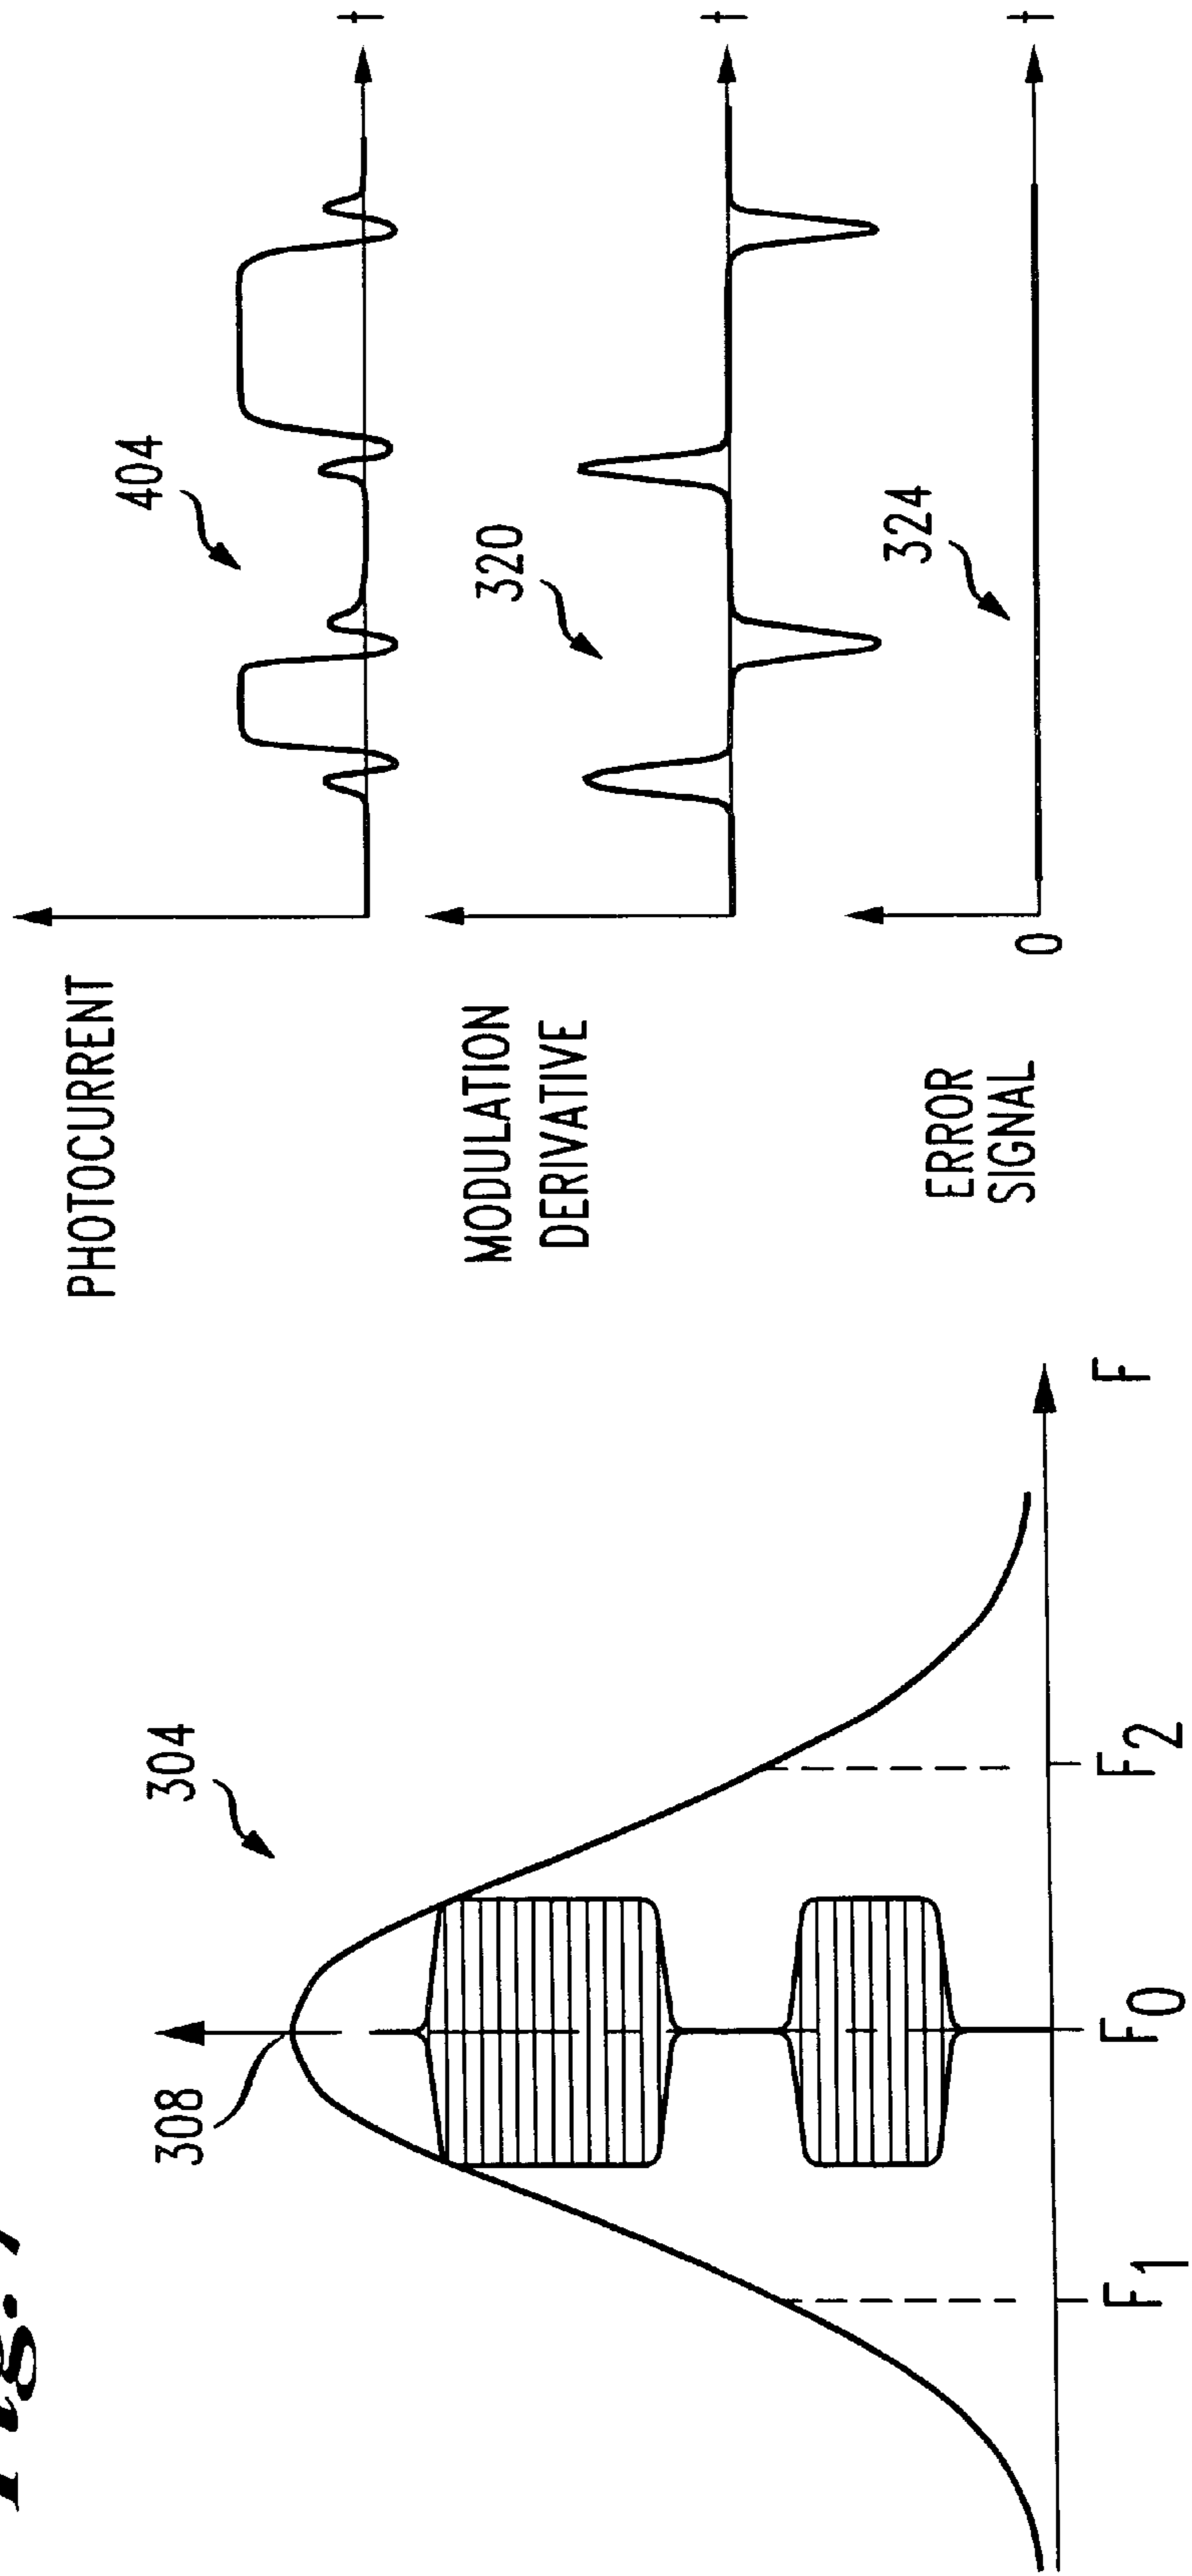 304
308
F1
F0
F2
F
PHOTOCURRENT
404
t
MODULATION
DERIVATIVE
320
t
ERROR
SIGNAL
324
0
t